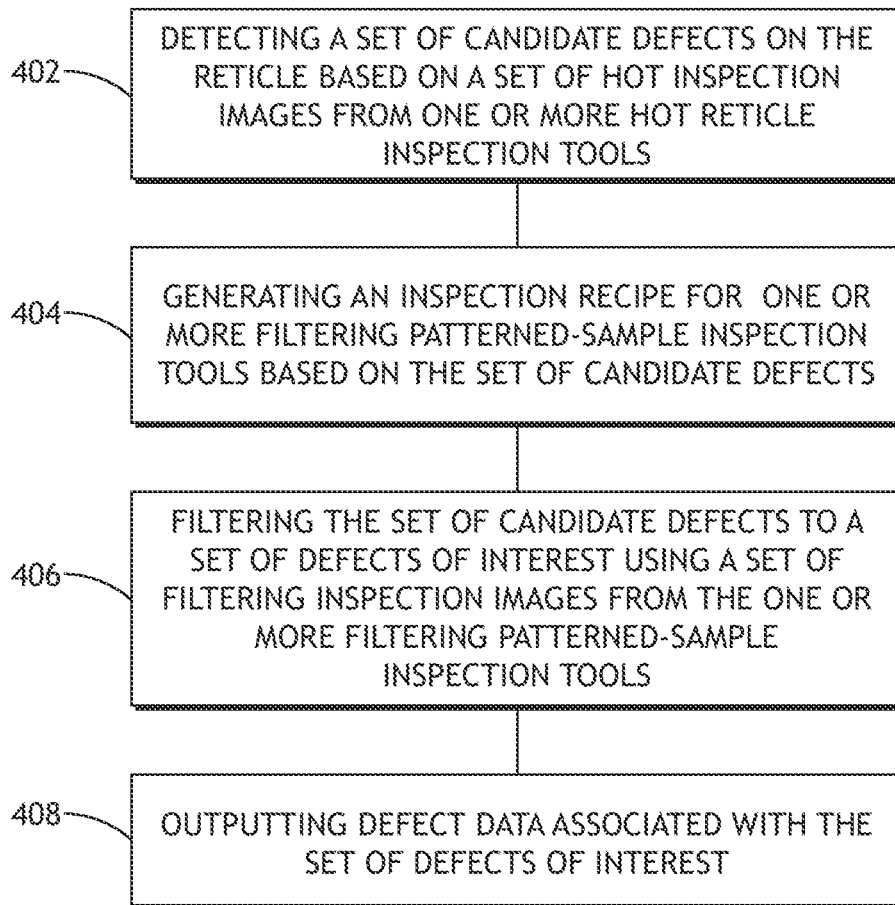 402
DETECTING A SET OF CANDIDATE DEFECTS ON THE
RETICLE BASED ON A SET OF HOT INSPECTION
IMAGES FROM ONE OR MORE HOT RETICLE
INSPECTION TOOLS
404
GENERATING AN INSPECTION RECIPE FOR ONE OR
MORE FILTERING PATTERNED-SAMPLE INSPECTION
TOOLS BASED ON THE SET OF CANDIDATE DEFECTS
406
FILTERING THE SET OF CANDIDATE DEFECTS TO A
SET OF DEFECTS OF INTEREST USING A SET OF
FILTERING INSPECTION IMAGES FROM THE ONE OR
MORE FILTERING PATTERNED-SAMPLE
INSPECTION TOOLS
408
OUTPUTTING DEFECT DATA ASSOCIATED WITH THE
SET OF DEFECTS OF INTEREST